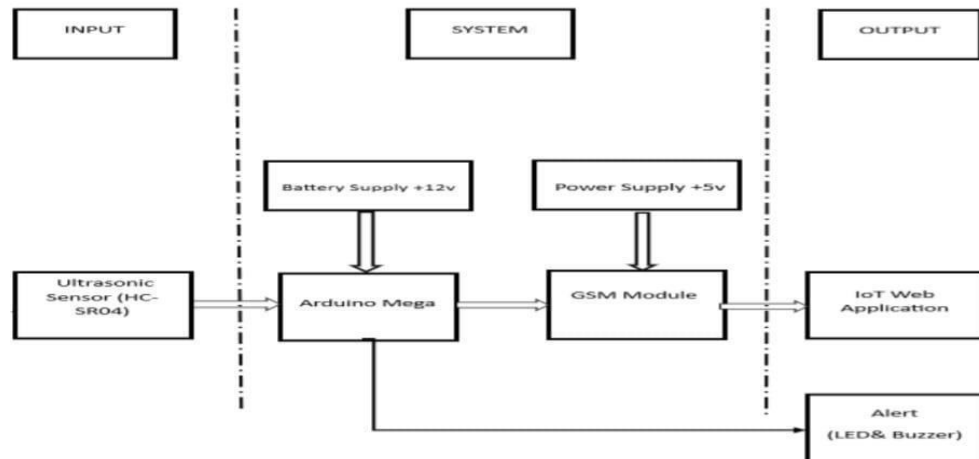 INPUT
SYSTEM
OUTPUT
Battery Supply +12v
Power Supply +5v
Ultrasonic
Sensor (HC-
SR04)
Arduino Mega
GSM Module
IoT Web
Application
Alert
(LED& Buzzer)